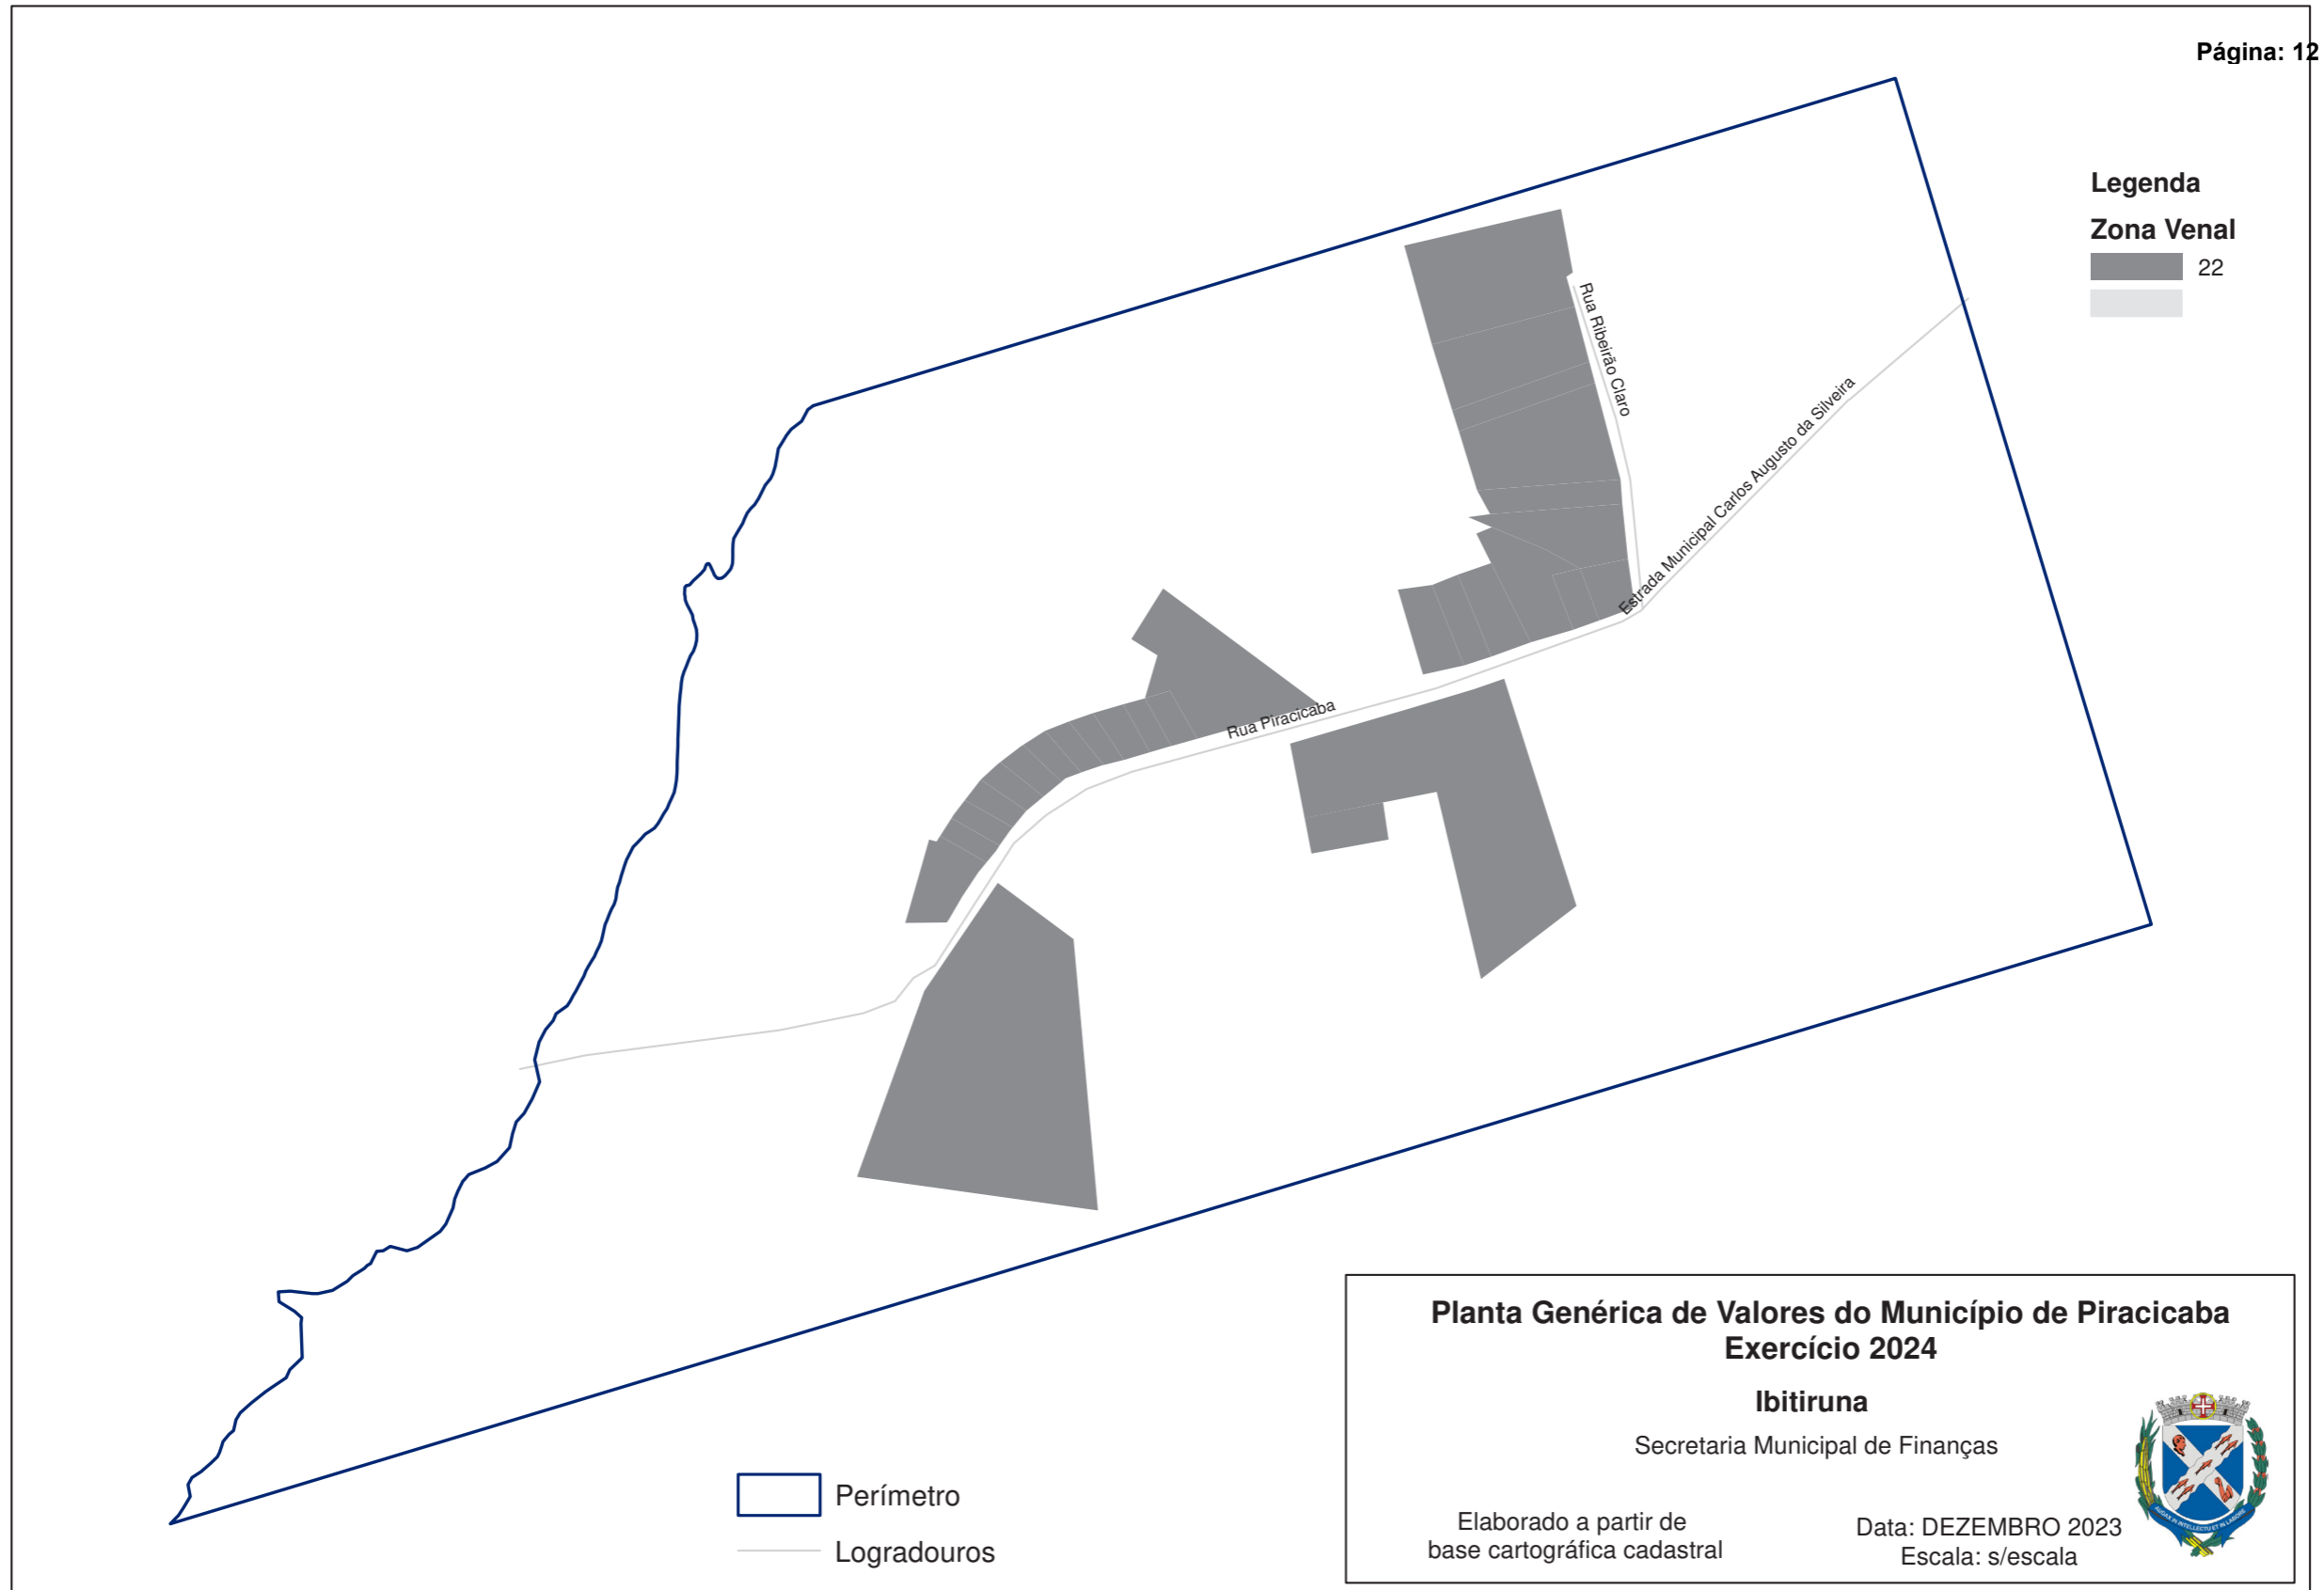 Página: 12
Legenda
Zona Venal
22
Rua Ribeirão Claro
Estrada Municipal Carlos Augusto da Silveira
Rua Piracicaba
Planta Genérica de Valores do Município de Piracicaba
Exercício 2024
Ibitiruna
Secretaria Municipal de Finanças
Elaborado a partir de
base cartográfica cadastral
Data: DEZEMBRO 2023
Escala: s/escala
Perímetro
Logradouros